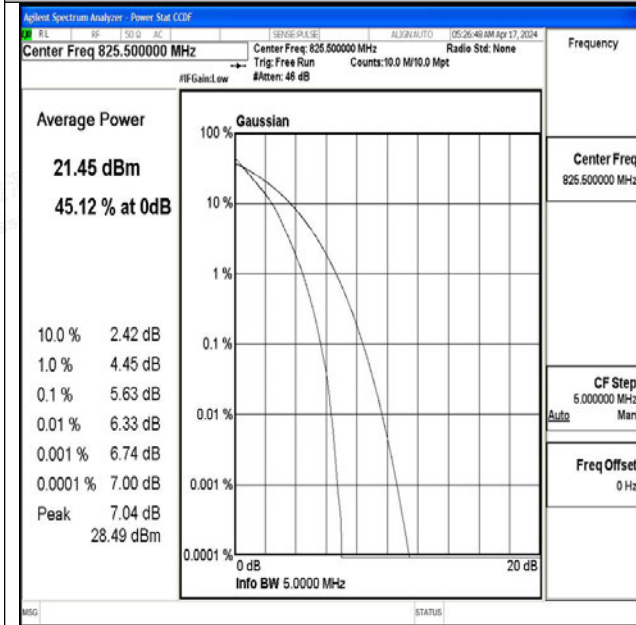 Agilent Spectrum Analyzer - Power Stat CCDF
RL RF 50 Ω AC SENSE:PULSE ALIGNAUTO 05:26:48 AM Apr 17, 2024
Center Freq 825.500000 MHz
Center Freq: 825.500000 MHz Radio Std: None
Trig: Free Run Counts:10.0 M/10.0 Mpt
#IFGain:Low #Atten: 46 dB
Frequency
Average Power
21.45 dBm
45.12 % at 0dB
10.0 % 2.42 dB
1.0 % 4.45 dB
0.1 % 5.63 dB
0.01 % 6.33 dB
0.001 % 6.74 dB
0.0001 % 7.00 dB
Peak 7.04 dB
28.49 dBm
Gaussian
100 %
10 %
1 %
0.1 %
0.01 %
0.001 %
0.0001 %
0 dB 20 dB
Info BW 5.0000 MHz
Center Freq
825.500000 MHz
CF Step
5.000000 MHz
Auto Man
Freq Offset
0 Hz
MSG STATUS